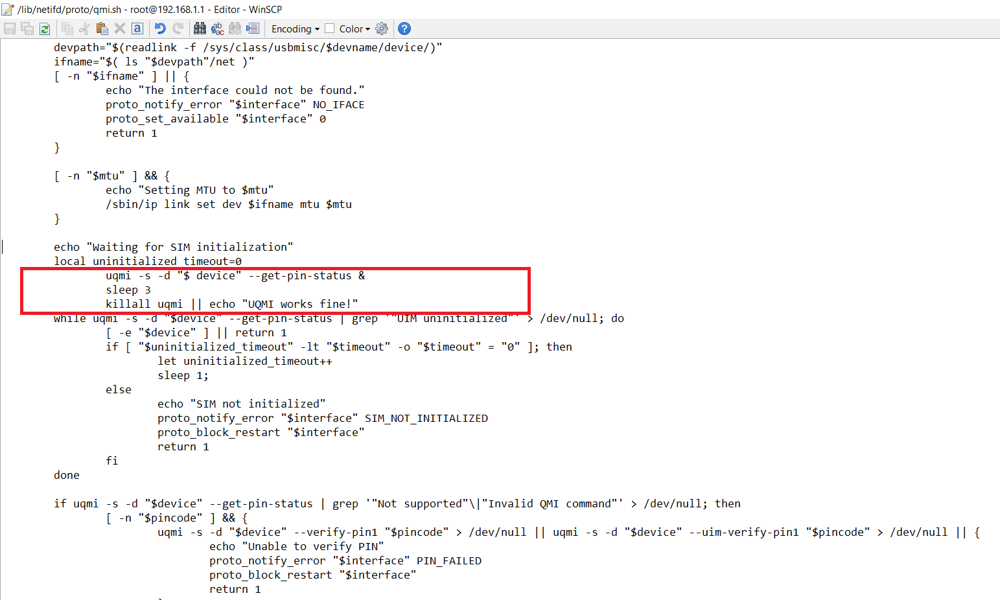 /lib/netifd/proto/qmi.sh - root@192.168.1.1 - Editor - WinSCP
Encoding Color
devpath="$(readlink -f /sys/class/usbmisc/$devname/device/)"
ifname="$( ls "$devpath"/net )"
[ -n "$ifname" ] || {
echo "The interface could not be found."
proto_notify_error "$interface" NO_IFACE
proto_set_available "$interface" 0
return 1
}
[ -n "$mtu" ] && {
echo "Setting MTU to $mtu"
/sbin/ip link set dev $ifname mtu $mtu
}
echo "Waiting for SIM initialization"
local uninitialized_timeout=0
uqmi -s -d "$ device" --get-pin-status &
sleep 3
killall uqmi || echo "UQMI works fine!"
while uqmi -s -d "$device" --get-pin-status | grep '"UIM uninitialized"' > /dev/null; do
[ -e "$device" ] || return 1
if [ "$uninitialized_timeout" -lt "$timeout" -o "$timeout" = "0" ]; then
let uninitialized_timeout++
sleep 1;
else
echo "SIM not initialized"
proto_notify_error "$interface" SIM_NOT_INITIALIZED
proto_block_restart "$interface"
return 1
fi
done
if uqmi -s -d "$device" --get-pin-status | grep '"Not supported"\|"Invalid QMI command"' > /dev/null; then
[ -n "$pincode" ] && {
uqmi -s -d "$device" --verify-pin1 "$pincode" > /dev/null || uqmi -s -d "$device" --uim-verify-pin1 "$pincode" > /dev/null || {
echo "Unable to verify PIN"
proto_notify_error "$interface" PIN_FAILED
proto_block_restart "$interface"
return 1